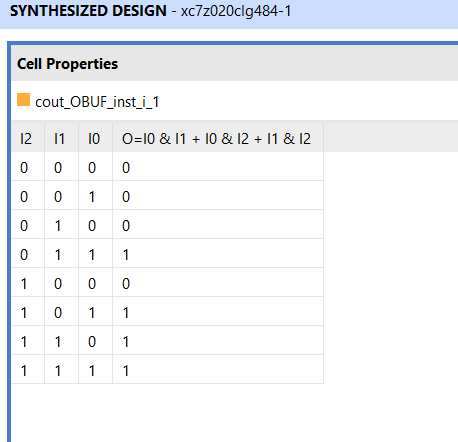 SYNTHESIZED DESIGN - xc7z020clg484-1
Cell Properties
cout_OBUF_inst_i_1
I2 I1 I0 O=I0 & I1 + I0 & I2 + I1 & I2
0 0 0 0
0 0 1 0
0 1 0 0
0 1 1 1
1 0 0 0
1 0 1 1
1 1 0 1
1 1 1 1